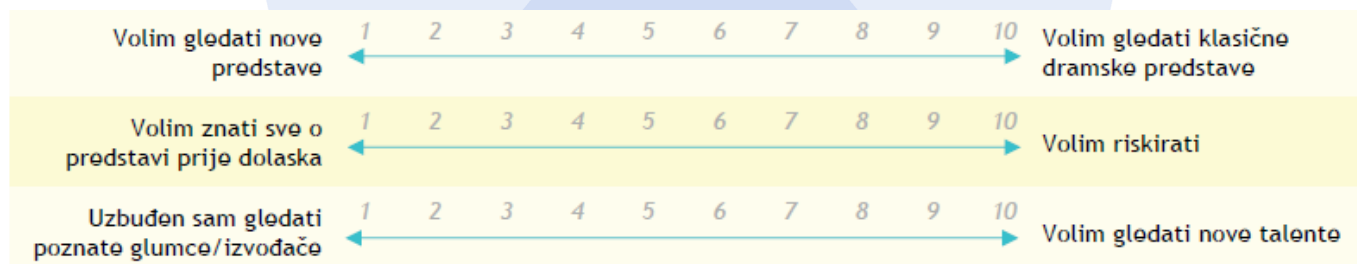 Volim gledati nove
predstave
1 2 3 4 5 6 7 8 9 10
Volim gledati klasične
dramske predstave
Volim znati sve o
predstavi prije dolaska
1 2 3 4 5 6 7 8 9 10
Volim riskirati
Uzbuđen sam gledati
poznate glumce/izvođače
1 2 3 4 5 6 7 8 9 10
Volim gledati nove talente